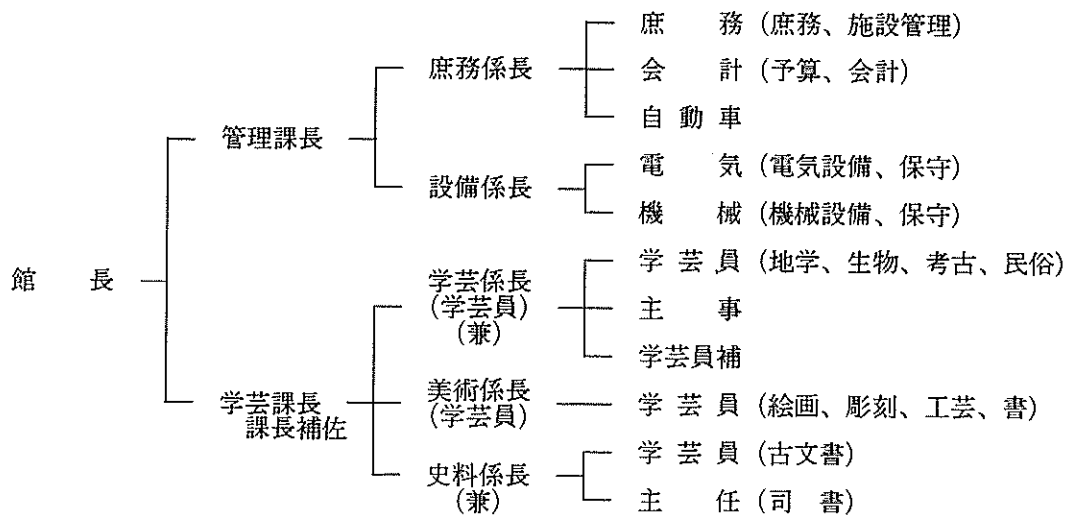 館長
管理課長
庶務係長
庶務（庶務、施設管理）
会計（予算、会計）
自動車
設備係長
電気（電気設備、保守）
機械（機械設備、保守）
学芸課長
課長補佐
学芸係長
（学芸員）
（兼）
学芸員（地学、生物、考古、民俗）
主事
学芸員補
美術係長
（学芸員）
学芸員（絵画、彫刻、工芸、書）
史料係長
（兼）
学芸員（古文書）
主任（司書）